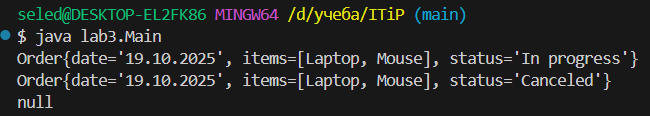 seled@DESKTOP-EL2FK86 MINGW64 /d/учеба/ITiP (main)
$ java lab3.Main
Order{date='19.10.2025', items=[Laptop, Mouse], status='In progress'}
Order{date='19.10.2025', items=[Laptop, Mouse], status='Canceled'}
null